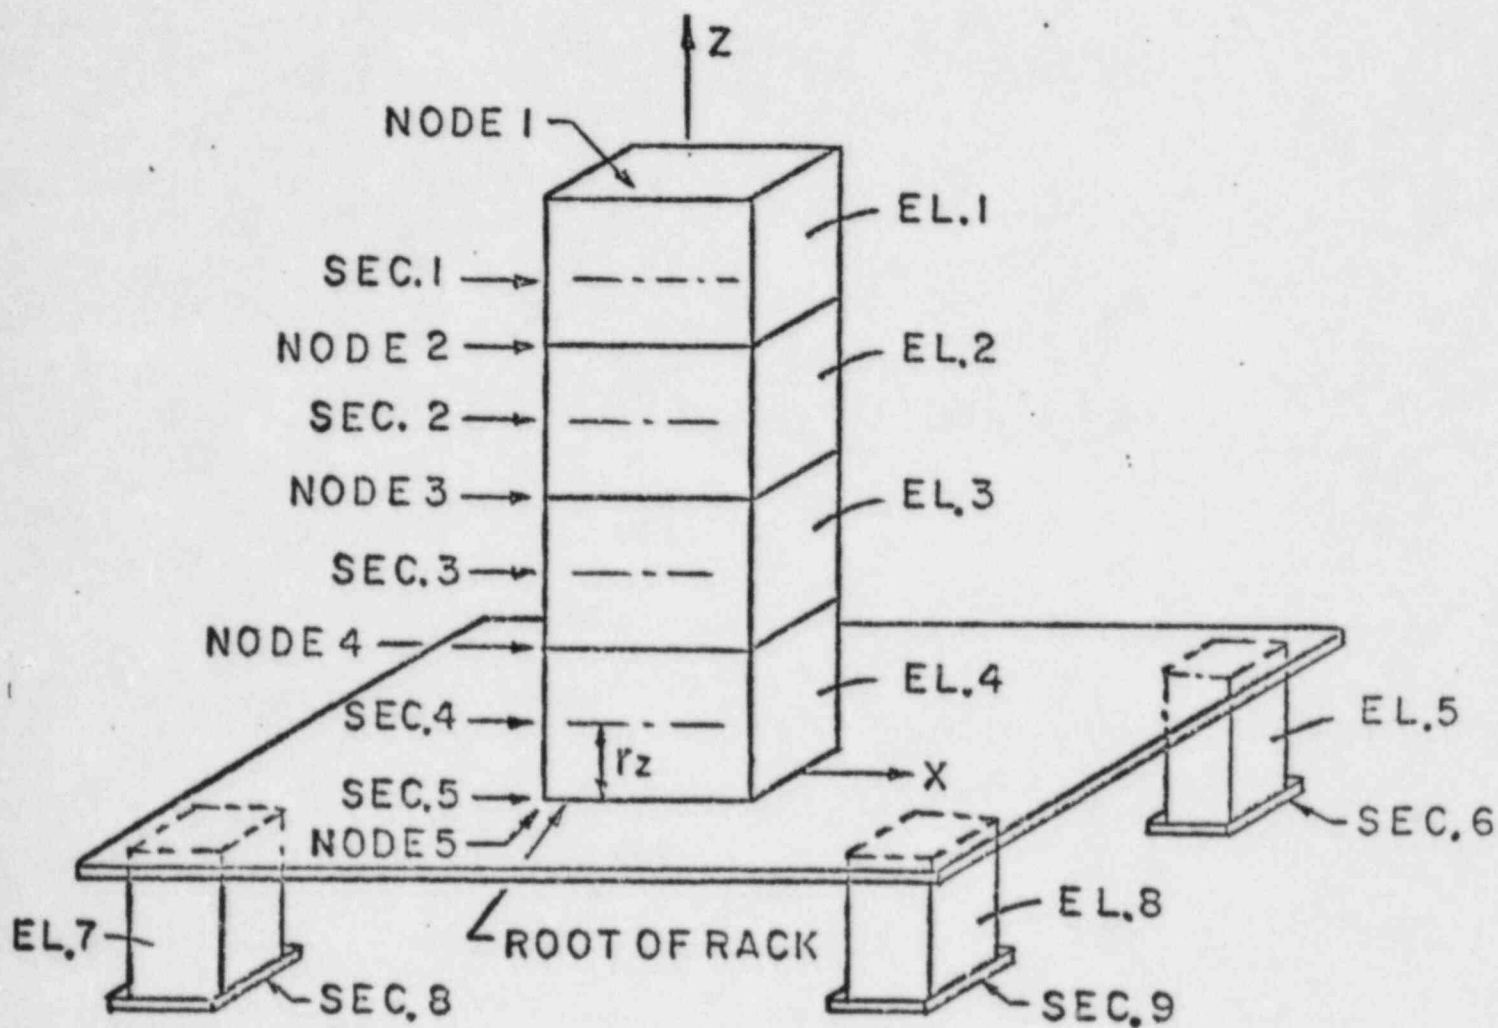 Z
NODE 1
EL.1
SEC.1
NODE 2
EL.2
SEC. 2
NODE 3
EL.3
SEC.3
NODE 4
EL.4
SEC.4
EL.5
rz
X
SEC.5
SEC.6
NODE5
EL.8
EL.7
ROOT OF RACK
SEC.8
SEC.9